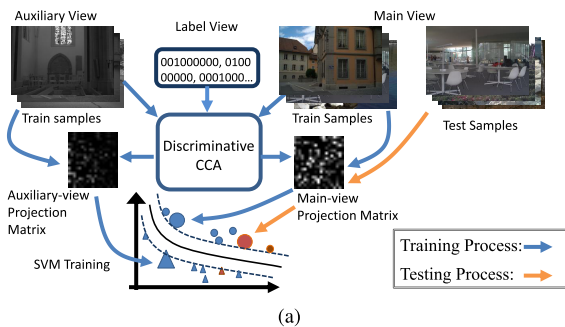 Auxiliary View
Label View
Main View
001000000, 0100
00000, 0001000...
Train samples
Train Samples
Test Samples
Discriminative
CCA
Auxiliary-view
Projection
Matrix
Main-view
Projection Matrix
SVM Training
Training Process:
Testing Process:
(a)